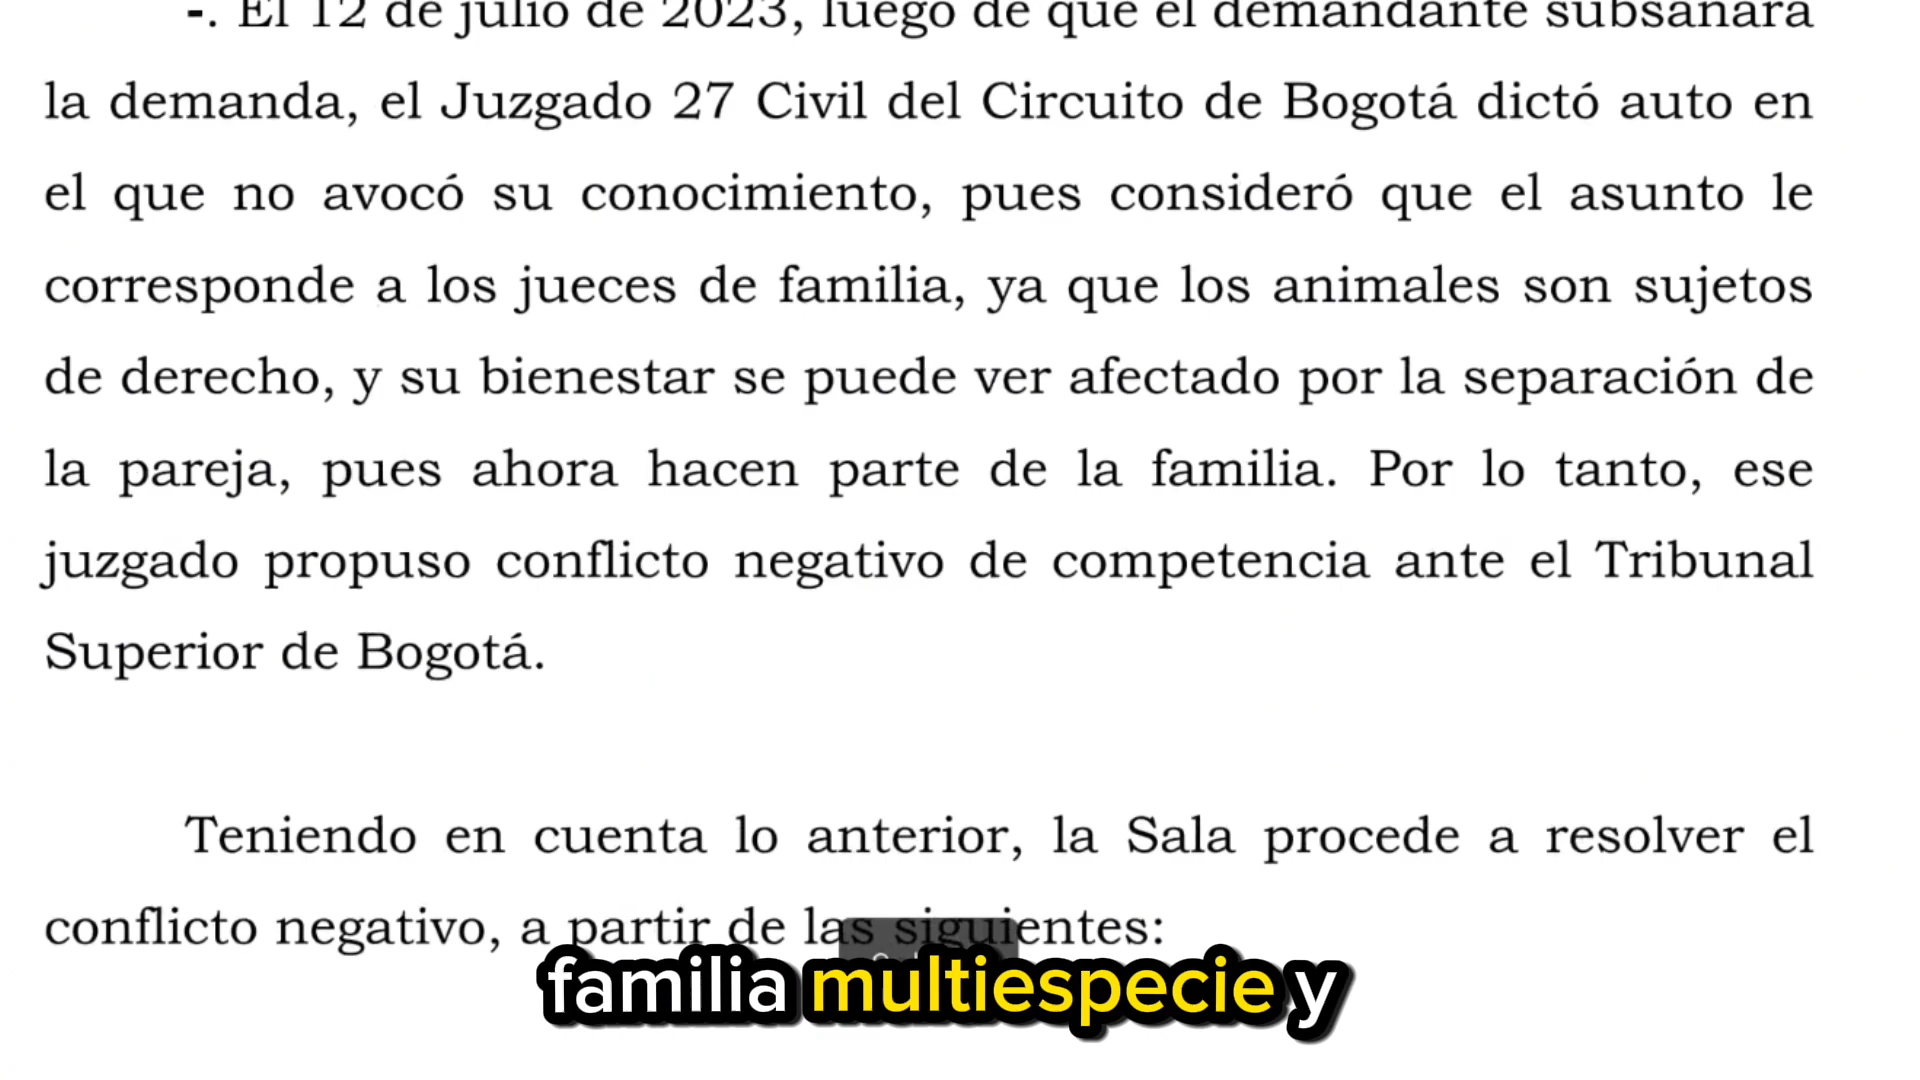 -. El 12 de julio de 2023, luego de que el demandante subsanara
la demanda, el Juzgado 27 Civil del Circuito de Bogotá dictó auto en
el que no avocó su conocimiento, pues consideró que el asunto le
corresponde a los jueces de familia, ya que los animales son sujetos
de derecho, y su bienestar se puede ver afectado por la separación de
la pareja, pues ahora hacen parte de la familia. Por lo tanto, ese
juzgado propuso conflicto negativo de competencia ante el Tribunal
Superior de Bogotá.
Teniendo en cuenta lo anterior, la Sala procede a resolver el
conflicto negativo, a partir de las siguientes:
familia multiespecie y